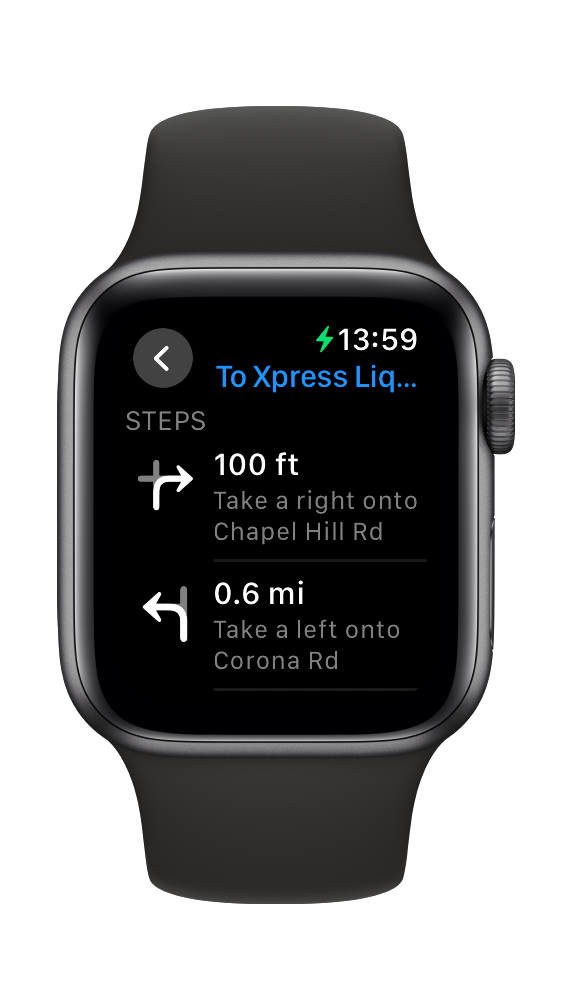 13:59
To Xpress Liq...
STEPS
100 ft
Take a right onto
Chapel Hill Rd
0.6 mi
Take a left onto
Corona Rd